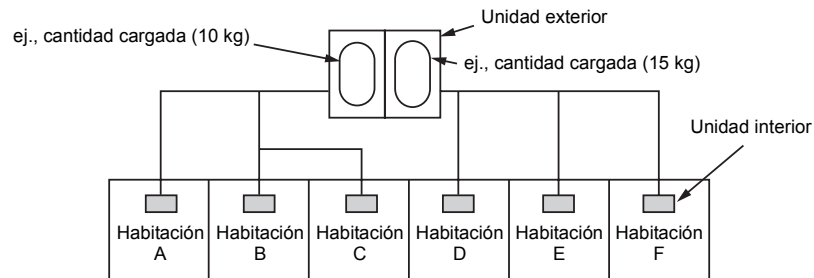 Unidad exterior
ej., cantidad cargada (10 kg)
ej., cantidad cargada (15 kg)
Unidad interior
Habitación
A
Habitación
B
Habitación
C
Habitación
D
Habitación
E
Habitación
F